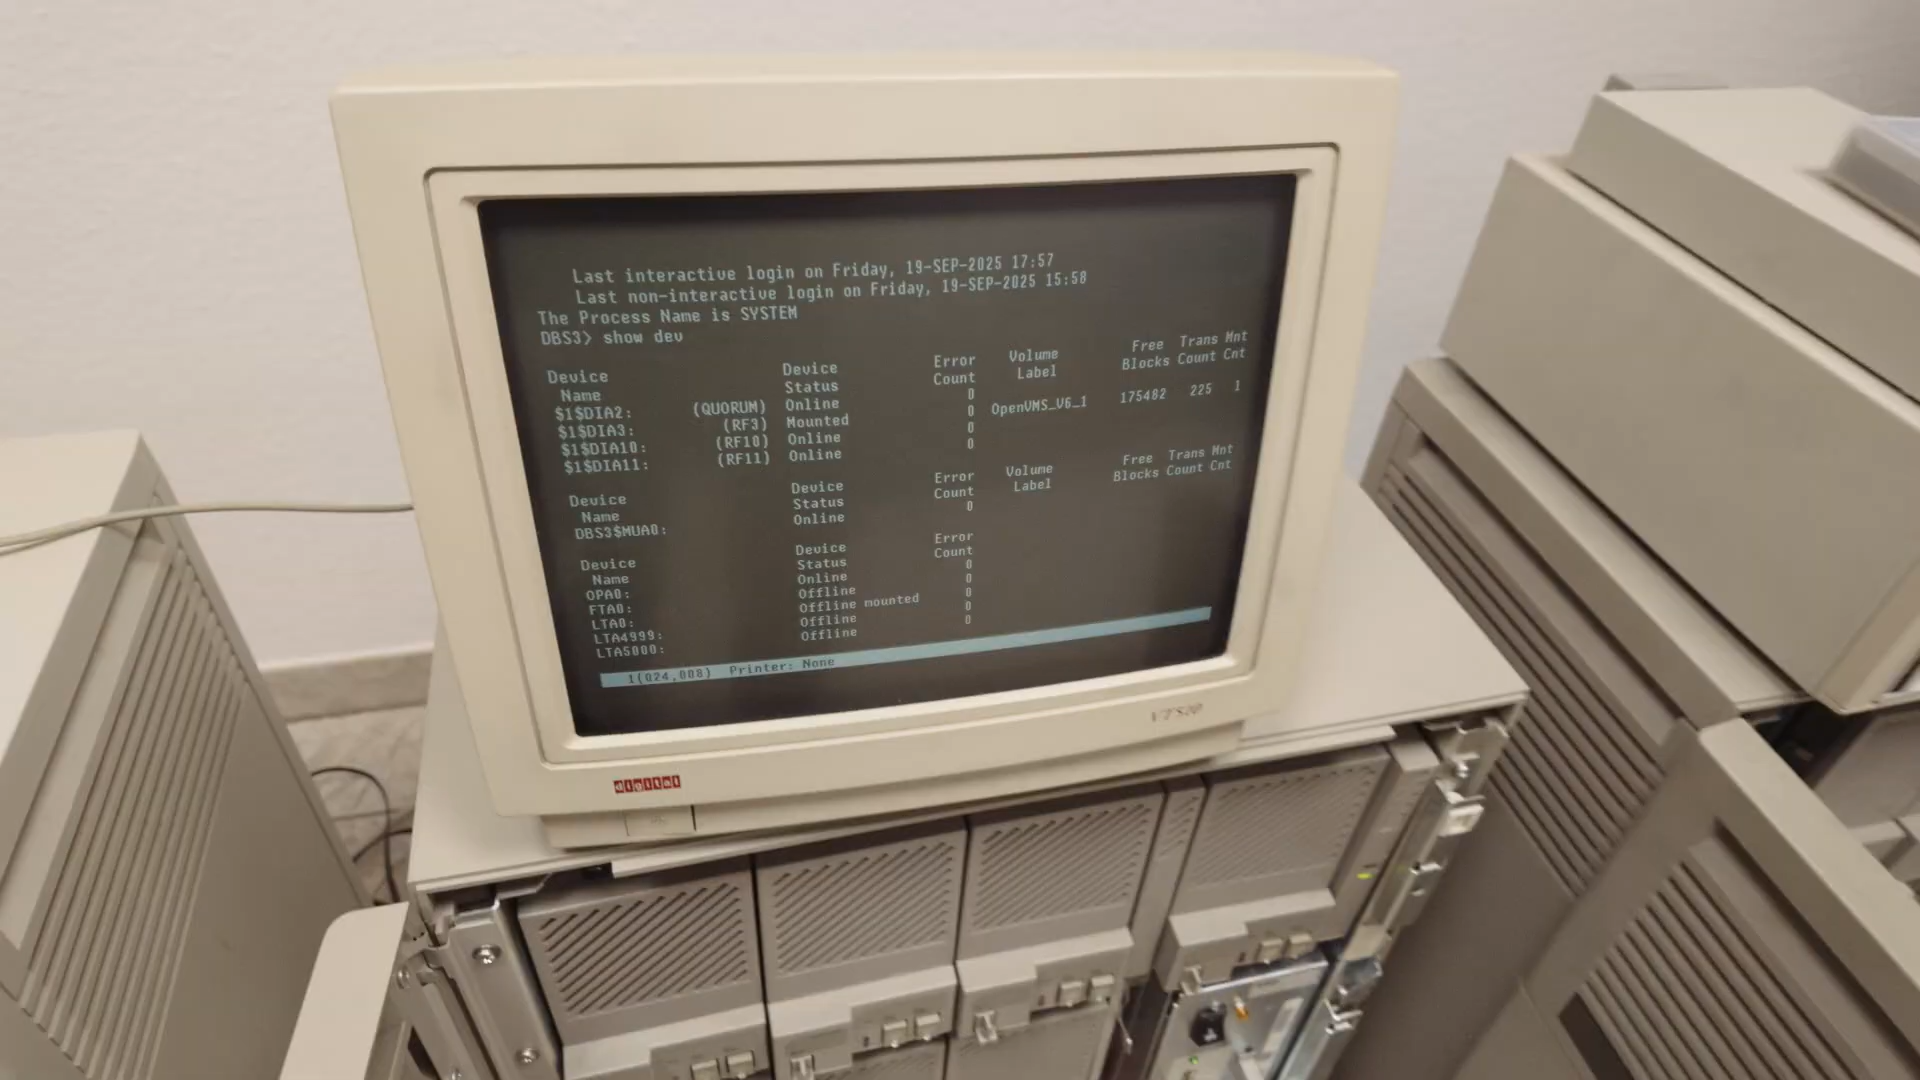 Last interactive login on Friday, 19-SEP-2025 17:57
Last non-interactive login on Friday, 19-SEP-2025 15:58
The Process Name is SYSTEM
DBS3> show dev
Device Device Error Volume Free Trans Mnt
Name Status Count Label Blocks Count Cnt
$1$DIA2: (QUORUM) Online 0
$1$DIA3: (RF3) Mounted 0 OpenVMS_V6_1 175482 225 1
$1$DIA10: (RF10) Online 0
$1$DIA11: (RF11) Online 0
Device Device Error Volume Free Trans Mnt
Name Status Count Label Blocks Count Cnt
DBS3$MUA0: Online 0
Device Device Error
Name Status Count
OPA0: Online 0
FTA0: Offline 0
LTA0: Offline mounted 0
LTA4999: Offline 0
LTA5000: Offline 0
1(024,008) Printer: None
VT520
digital